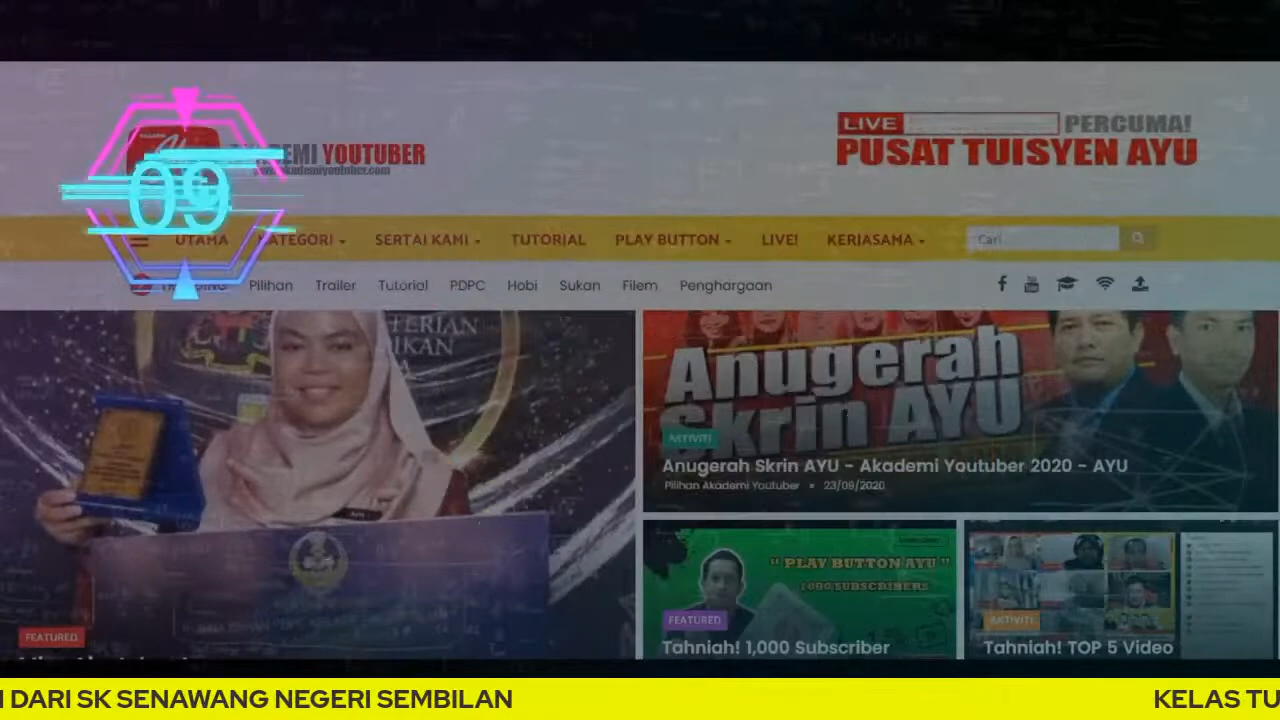 09
YOUTUBER
LIVE
PERCUMA!
PUSAT TUISYEN AYU
UTAMA
KATEGORI
SERTAI KAMI
TUTORIAL
PLAY BUTTON
LIVE!
KERJASAMA
Cari
TRENDING
Pilihan
Trailer
Tutorial
PDPC
Hobi
Sukan
Filem
Penghargaan
Anugerah
Skrin AYU
AKTIVITI
Anugerah Skrin AYU - Akademi Youtuber 2020 - AYU
Pilihan Akademi Youtuber • 23/09/2020
" PLAY BUTTON AYU "
1000 SUBSCRIBERS
FEATURED
Tahniah! 1,000 Subscriber
AKTIVITI
Tahniah! TOP 5 Video
FEATURED
DARI SK SENAWANG NEGERI SEMBILAN
KELAS TU